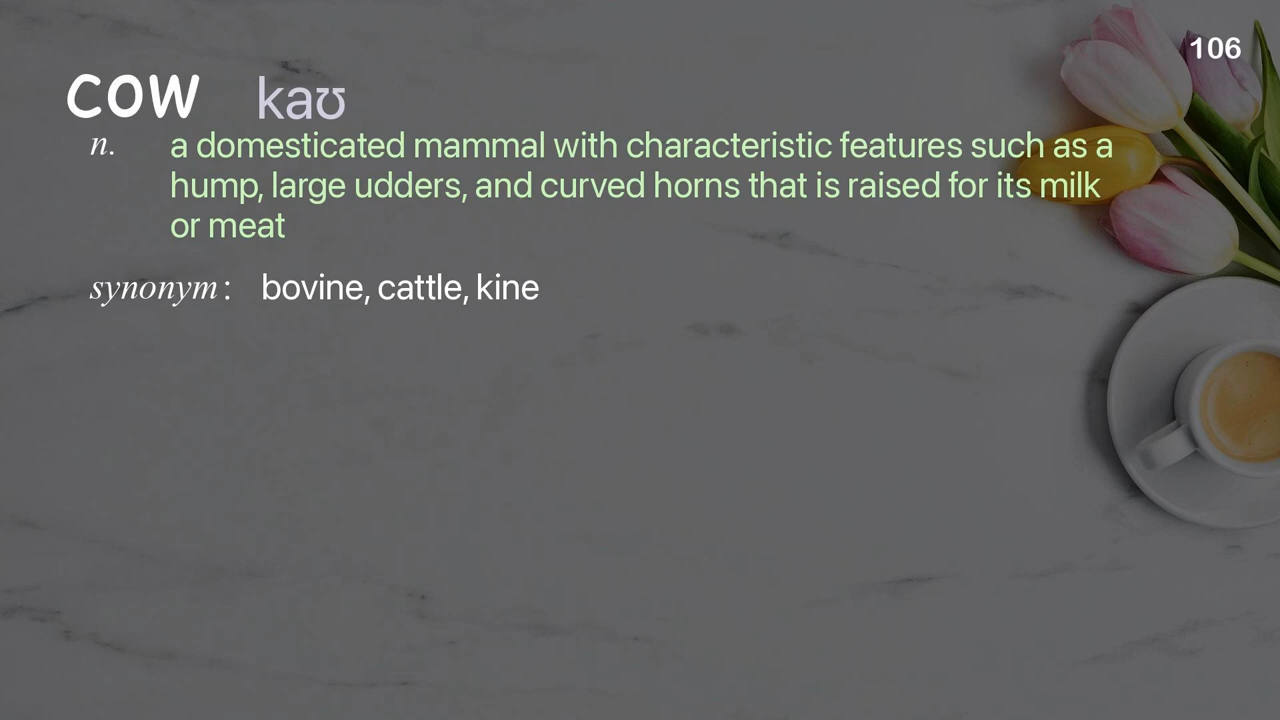 106
cow kaʊ
n. a domesticated mammal with characteristic features such as a
hump, large udders, and curved horns that is raised for its milk
or meat
synonym: bovine, cattle, kine